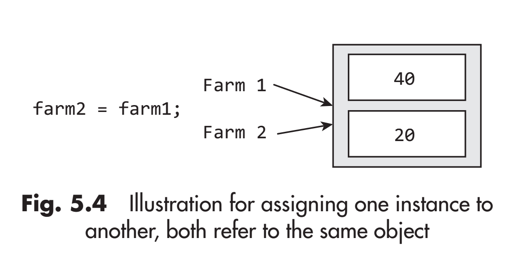 Farm 1
40
farm2 = farm1;
Farm 2
20
Fig. 5.4 Illustration for assigning one instance to
another, both refer to the same object